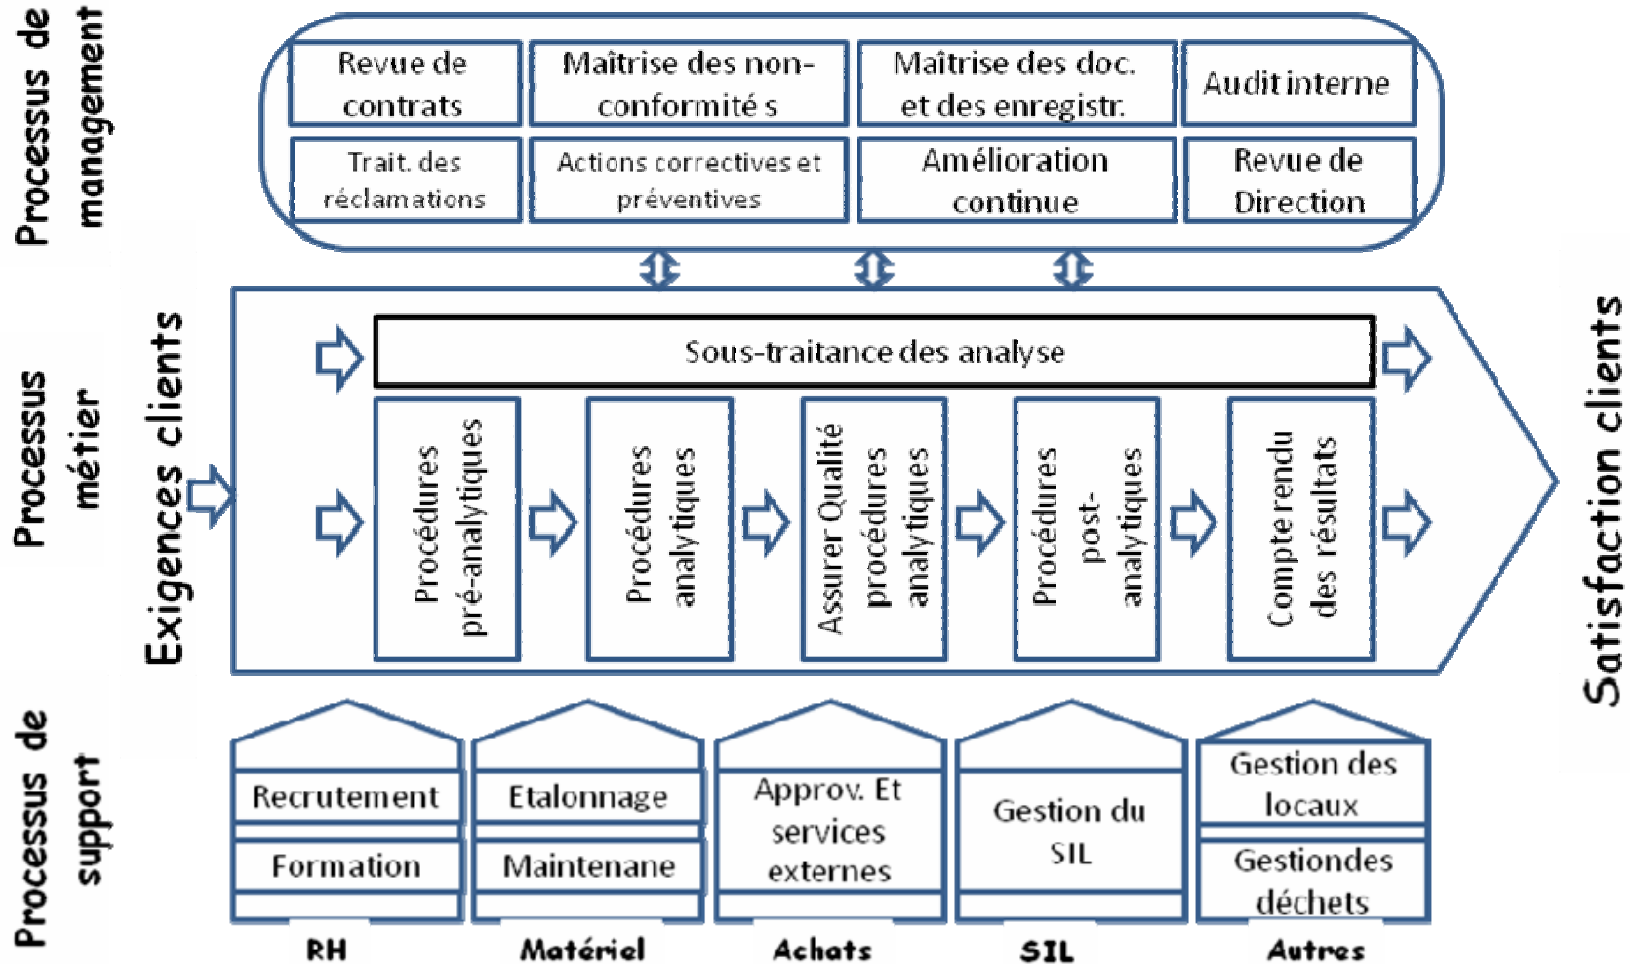 Processus de
management
Revue de
contrats
Maîtrise des non-
conformité s
Maîtrise des doc.
et des enregistr.
Audit interne
Trait. des
réclamations
Actions correctives et
préventives
Amélioration
continue
Revue de
Direction
Processus
métier
Exigences clients
Sous-traitance des analyse
Procédures
pré-analytiques
Procédures
analytiques
Assurer Qualité
procédures
analytiques
Procédures
post-
analytiques
Compte rendu
des résultats
Satisfaction clients
Processus de
support
Recrutement
Formation
RH
Etalonnage
Maintenane
Matériel
Approv. Et
services
externes
Achats
Gestion du
SIL
SIL
Gestion des
locaux
Gestiondes
déchets
Autres